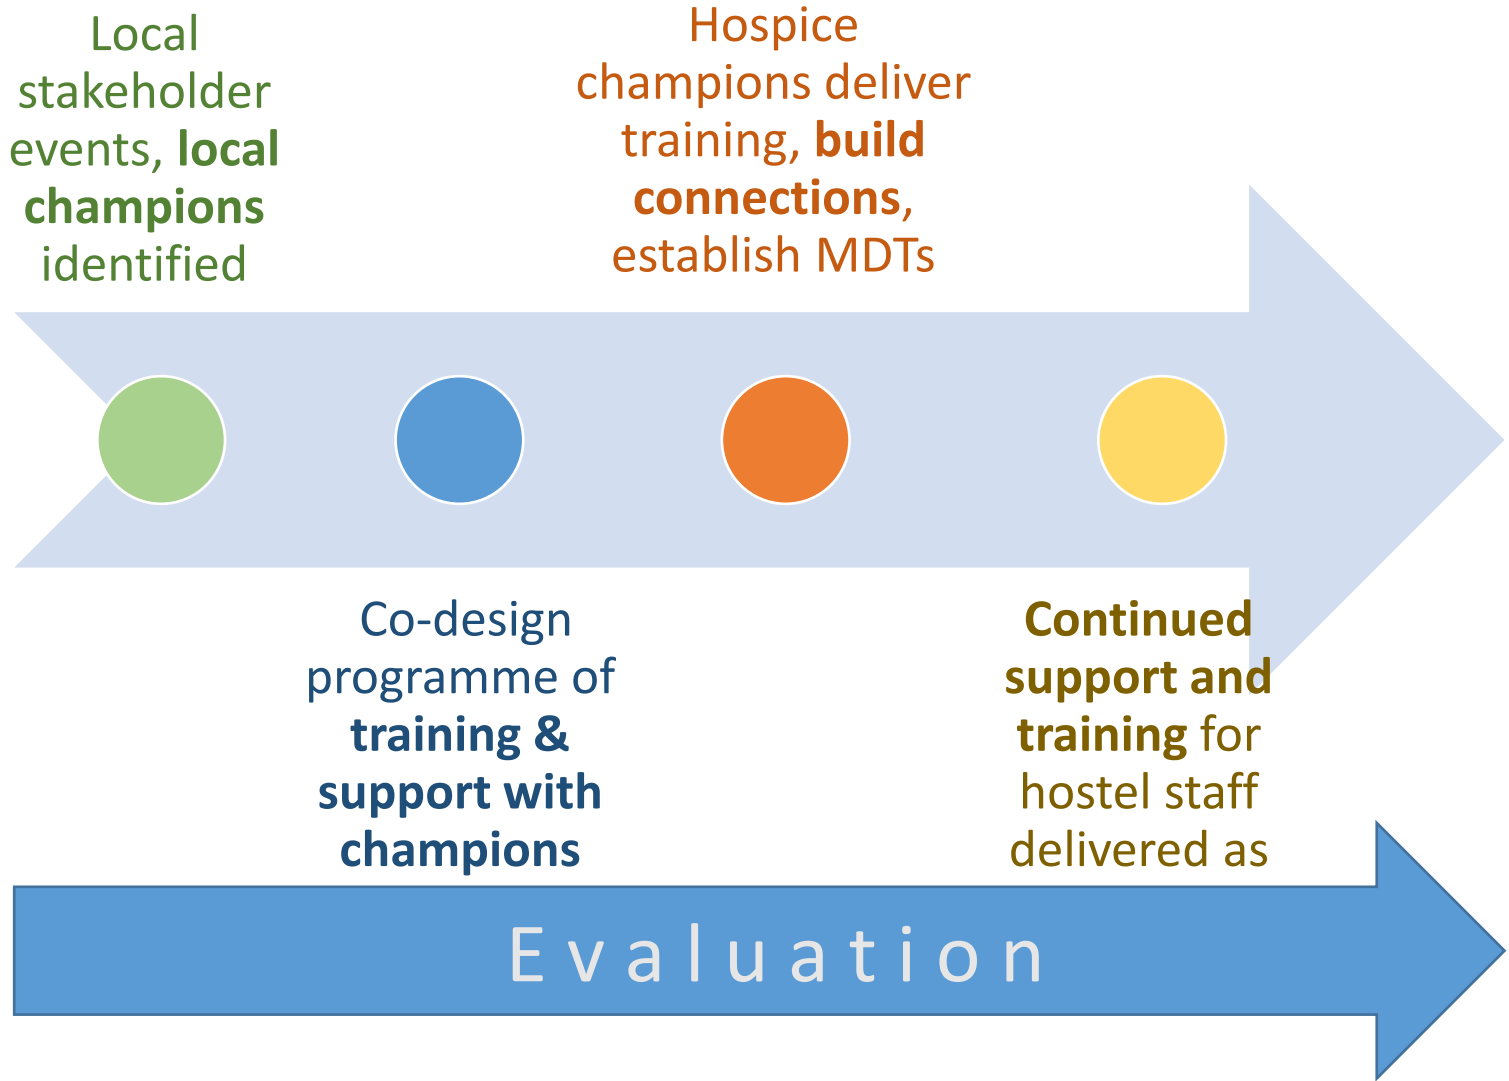 Local
stakeholder
events, local
champions
identified
Hospice
champions deliver
training, build
connections,
establish MDTs
Co-design
programme of
training &
support with
champions
Continued
support and
training for
hostel staff
delivered as
Evaluation